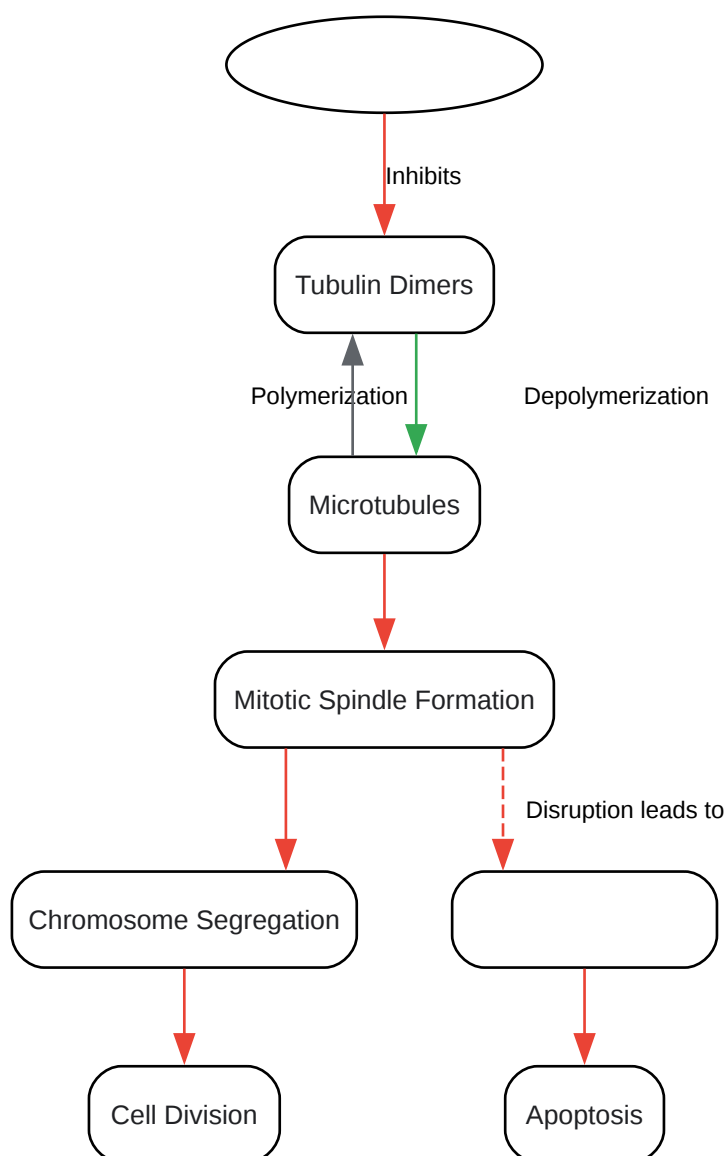 Inhibits
Tubulin Dimers
Polymerization
Depolymerization
Microtubules
Mitotic Spindle Formation
Disruption leads to
Chromosome Segregation
Cell Division
Apoptosis